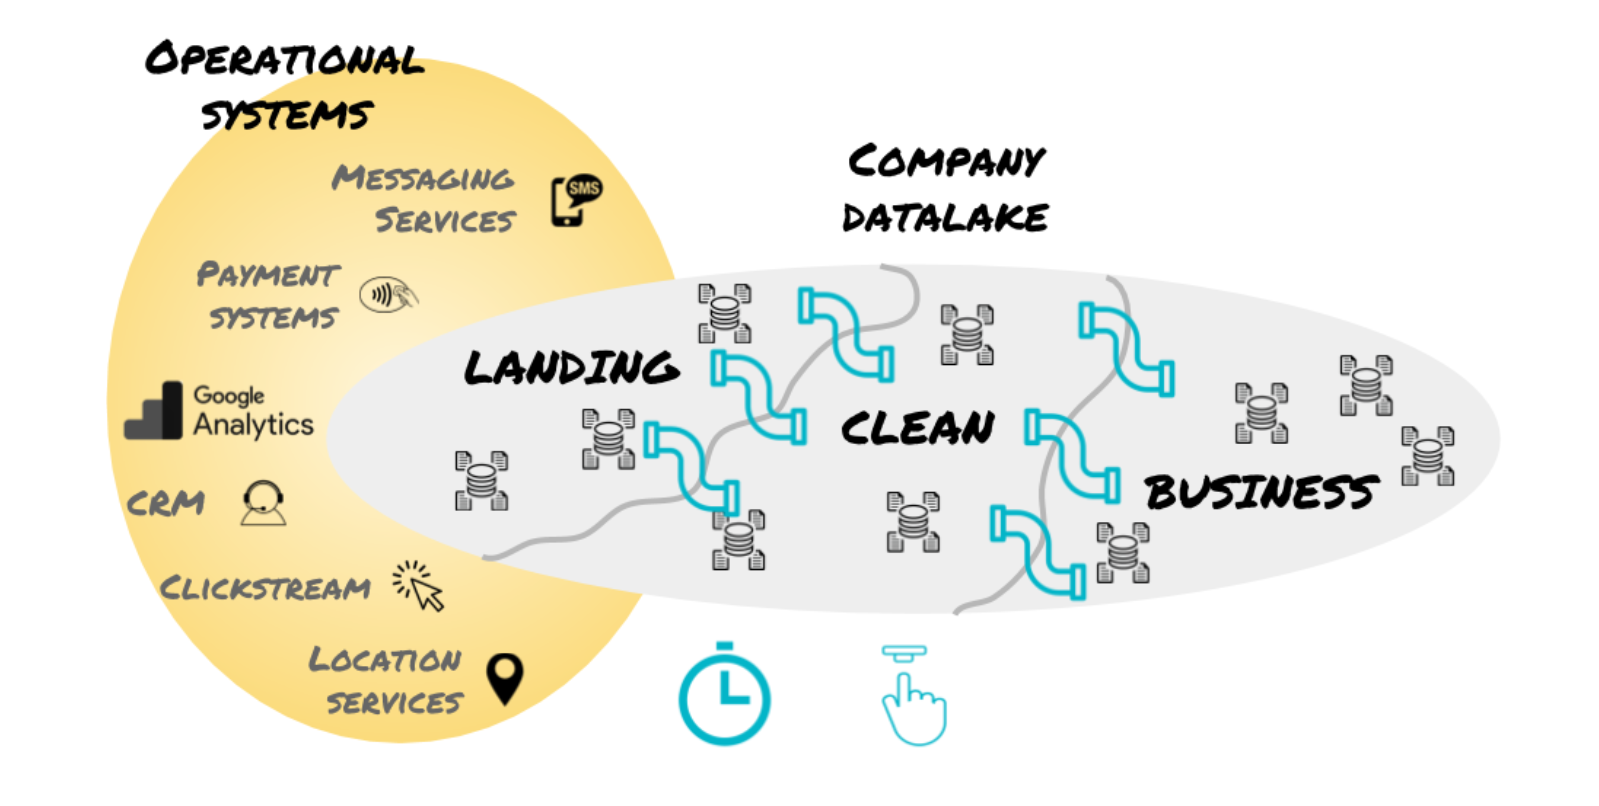 OPERATIONAL
SYSTEMS
MESSAGING
SERVICES
SMS
PAYMENT
SYSTEMS
Google
Analytics
CRM
CLICKSTREAM
LOCATION
SERVICES
COMPANY
DATALAKE
LANDING
CLEAN
BUSINESS